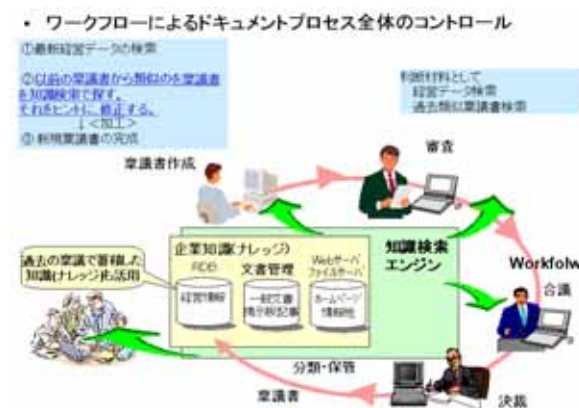 • ワークフローによるドキュメントプロセス全体のコントロール
①最新経営データの検索
②以前の稟議書から類似のを稟議書
を知識検索で探す。
それをヒントに、修正する。
↓<加工>
③新規稟議書の完成
判断材料として
経営データ検索
過去類似稟議書検索
稟議書作成
審査
企業知識(ナレッジ)
RDB
文書管理
Webサーバ
ファイルサーバ
経営情報
一般文書
掲示板記事
ホームページ
情報他
知識検索
エンジン
過去の稟議で蓄積した
知識(ナレッジ)も活用
Workfolw
合議
分類・保管
稟議書
決裁